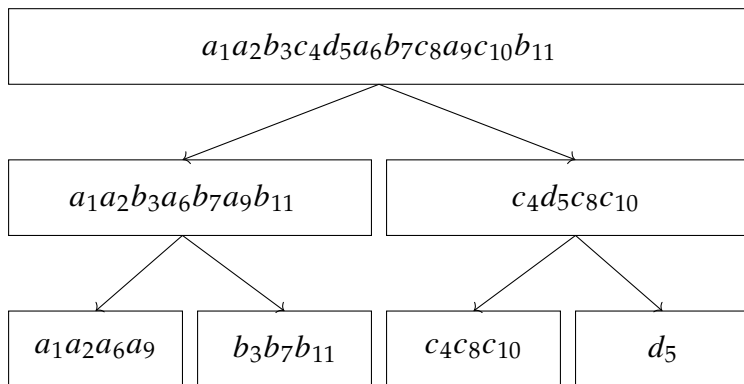 a₁a₂b₃c₄d₅a₆b₇c₈a₉c₁₀b₁₁
a₁a₂b₃a₆b₇a₉b₁₁ c₄d₅c₈c₁₀
a₁a₂a₆a₉ b₃b₇b₁₁ c₄c₈c₁₀ d₅